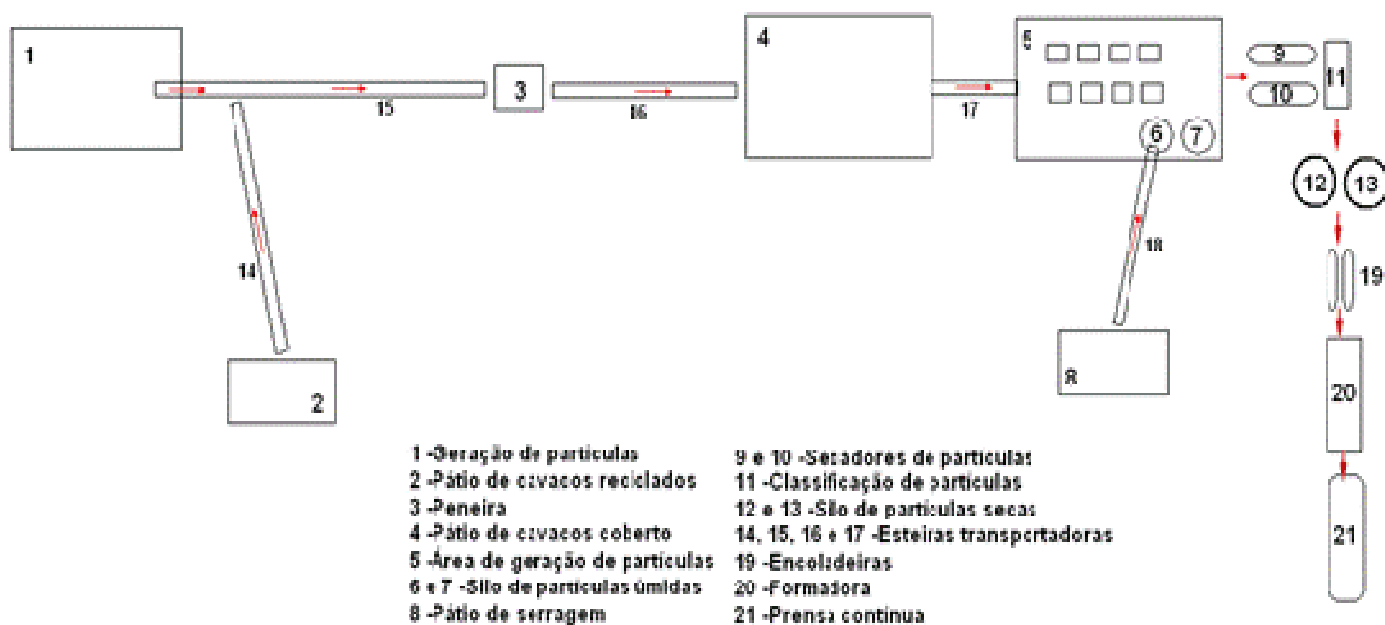 1
4
5
9
10
11
3
15
16
17
6
7
12
13
14
18
19
2
8
20
21
1 -Geração de partículas
2 -Pátio de cavacos reciclados
3 -Peneira
4 -Pátio de cavacos coberto
5 -Área de geração de partículas
6 e 7 -Silo de partículas úmidas
8 -Pátio de serragem
9 e 10 -Secadores de partículas
11 -Classificação de partículas
12 e 13 -Silo de partículas secas
14, 15, 16 e 17 -Esteiras transportadoras
19 -Encoladeiras
20 -Formadora
21 -Prensa contínua